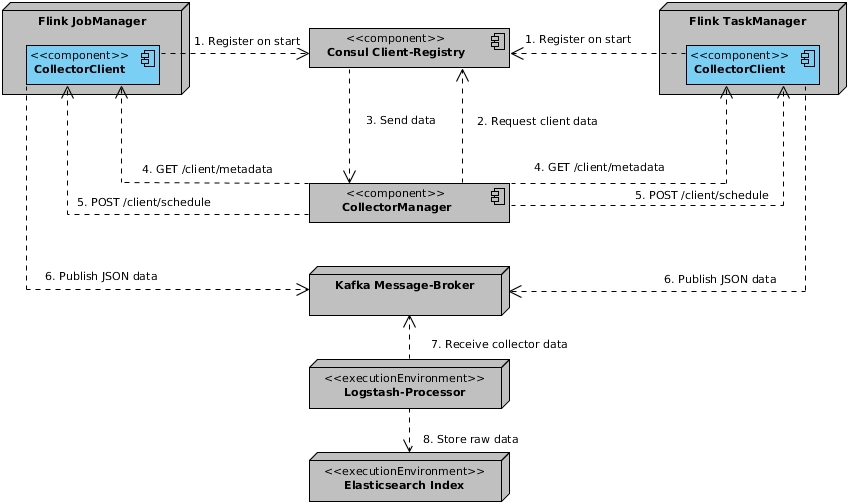 Flink JobManager
<<component>>
CollectorClient
1. Register on start
<<component>>
Consul Client-Registry
1. Register on start
Flink TaskManager
<<component>>
CollectorClient
3. Send data
2. Request client data
4. GET /client/metadata
4. GET /client/metadata
<<component>>
CollectorManager
5. POST /client/schedule
5. POST /client/schedule
6. Publish JSON data
Kafka Message-Broker
6. Publish JSON data
7. Receive collector data
<<executionEnvironment>>
Logstash-Processor
8. Store raw data
<<executionEnvironment>>
Elasticsearch Index